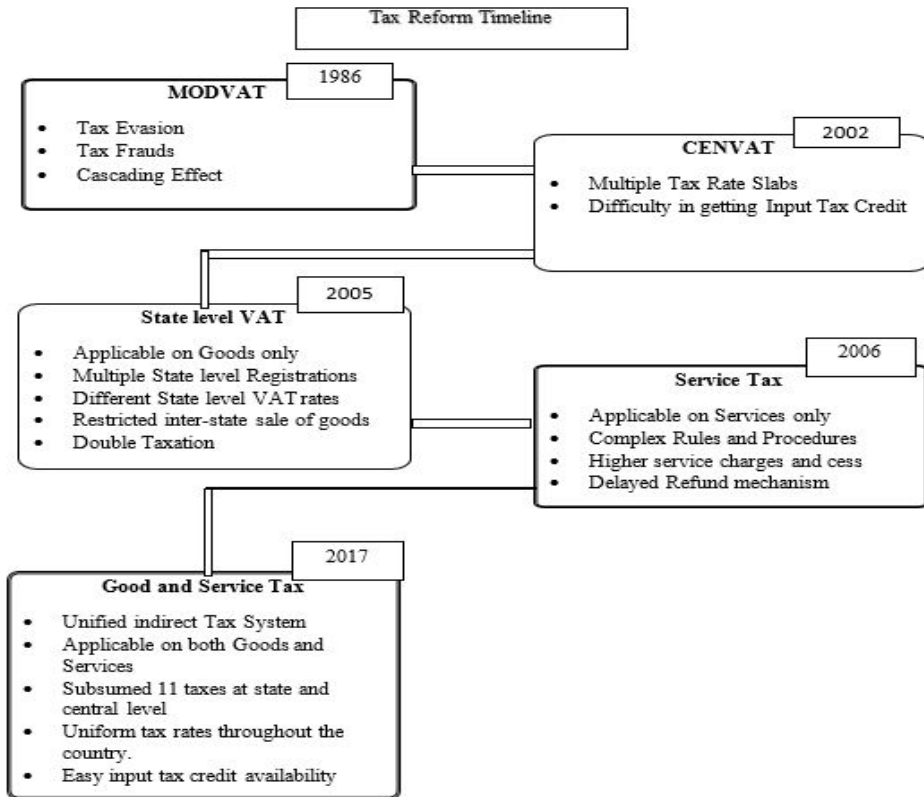 Tax Reform Timeline
1986
MODVAT
• Tax Evasion
• Tax Frauds
• Cascading Effect
2002
CENVAT
• Multiple Tax Rate Slabs
• Difficulty in getting Input Tax Credit
2005
State level VAT
• Applicable on Goods only
• Multiple State level Registrations
• Different State level VAT rates
• Restricted inter-state sale of goods
• Double Taxation
2006
Service Tax
• Applicable on Services only
• Complex Rules and Procedures
• Higher service charges and cess
• Delayed Refund mechanism
2017
Good and Service Tax
• Unified indirect Tax System
• Applicable on both Goods and
Services
• Subsumed 11 taxes at state and
central level
• Uniform tax rates throughout the
country.
• Easy input tax credit availability